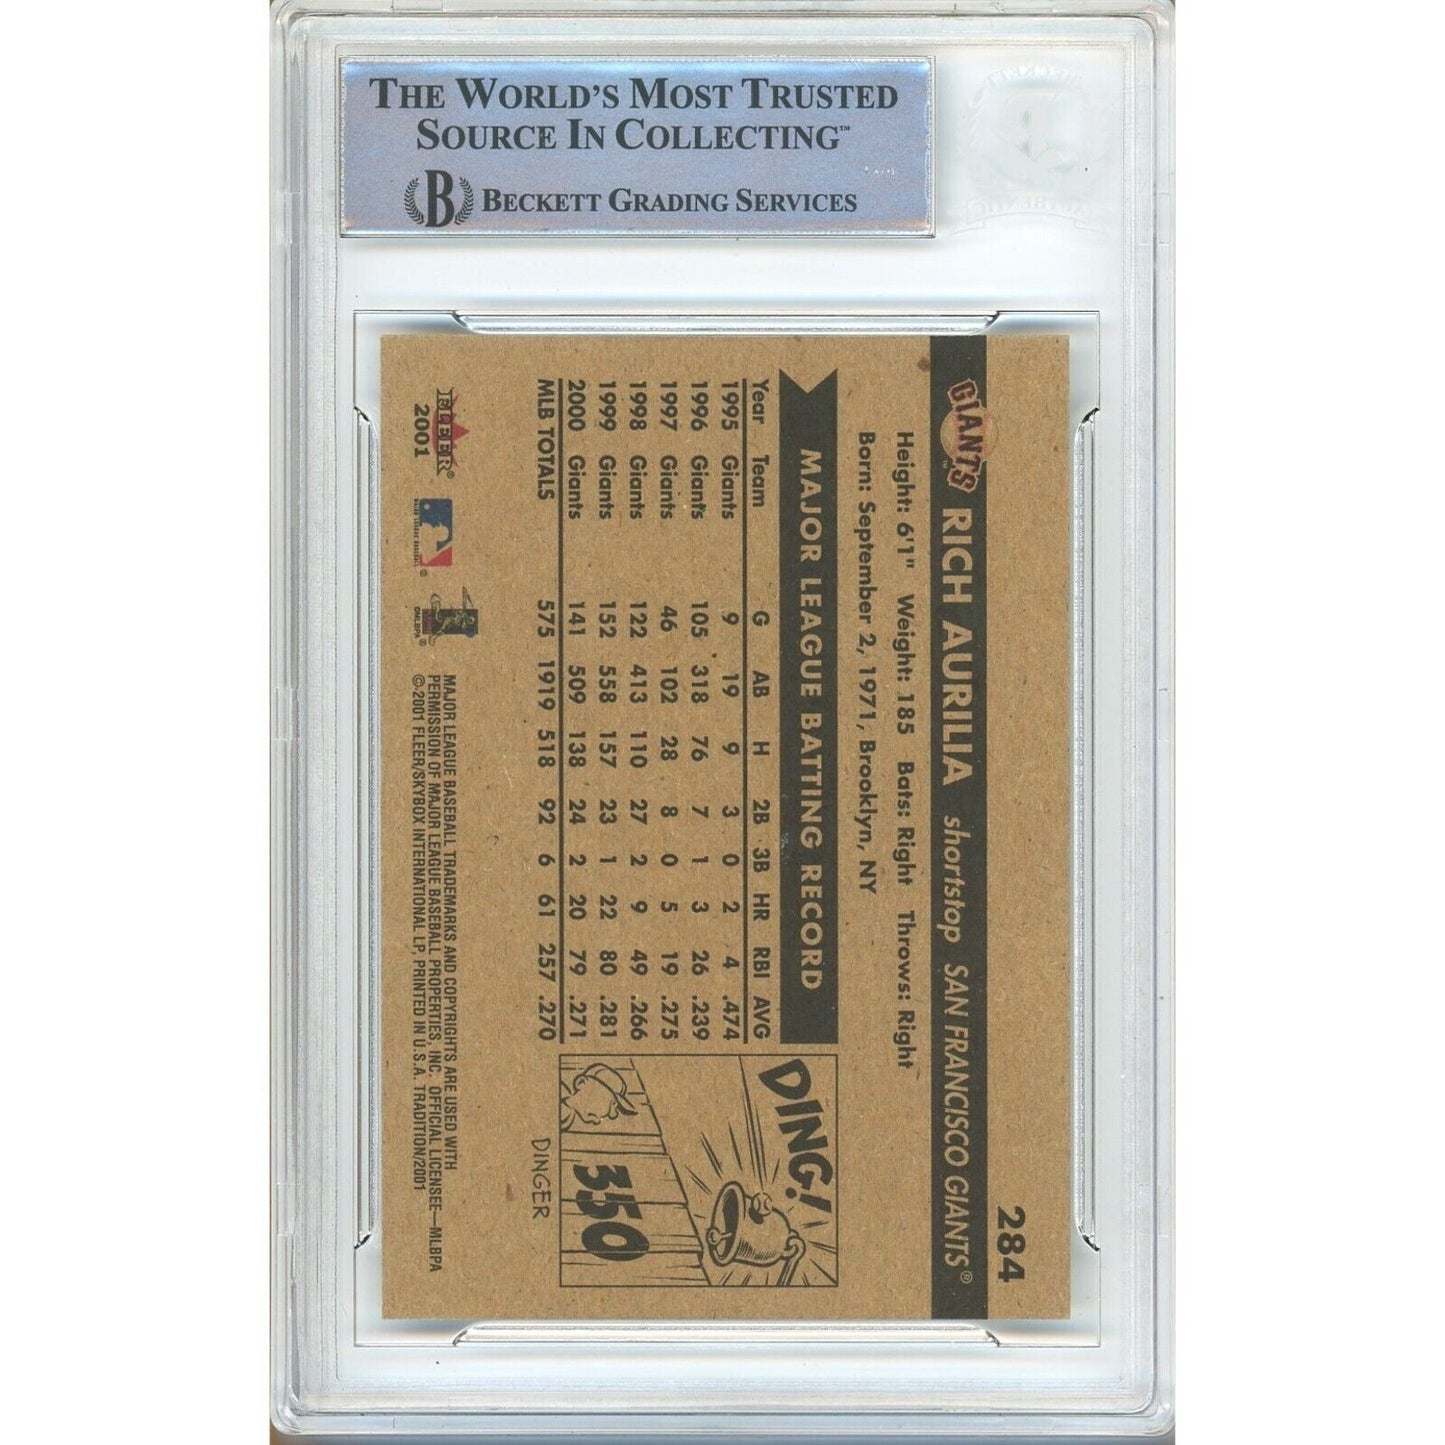 THE WORLD'S MOST TRUSTED
SOURCE IN COLLECTING™
B BECKETT GRADING SERVICES
284
GIANTS™ RICH AURILIA shortstop SAN FRANCISCO GIANTS®
Height: 6'1" Weight: 185 Bats: Right Throws: Right
Born: September 2, 1971, Brooklyn, NY
MAJOR LEAGUE BATTING RECORD
Year Team G AB H 2B 3B HR RBI AVG
1995 Giants 9 19 9 3 0 2 4 .474
1996 Giants 105 318 76 7 1 3 26 .239
1997 Giants 46 102 28 8 0 5 19 .275
1998 Giants 122 413 110 27 2 9 49 .266
1999 Giants 152 558 157 23 1 22 80 .281
2000 Giants 141 509 138 24 2 20 79 .271
MLB TOTALS 575 1919 518 92 6 61 257 .270
DING!
350
DINGER
FLEER®
2001
MAJOR LEAGUE BASEBALL®
MLBPA®
MAJOR LEAGUE BASEBALL TRADEMARKS AND COPYRIGHTS ARE USED WITH
PERMISSION OF MAJOR LEAGUE BASEBALL PROPERTIES, INC. OFFICIAL LICENSEE—MLBPA
©2001 FLEER/SKYBOX INTERNATIONAL LP, PRINTED IN U.S.A. TRADITION/2001